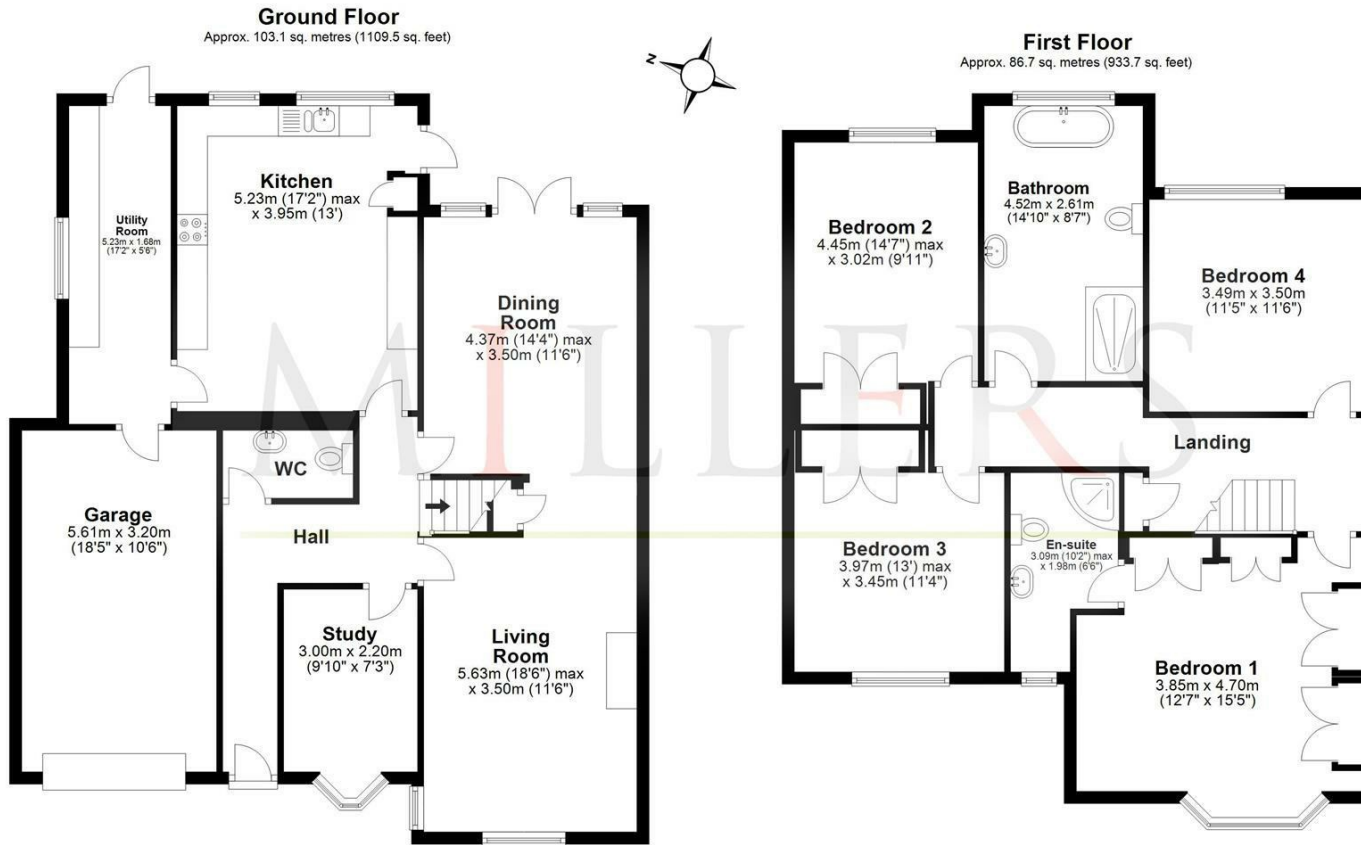 Ground Floor
Approx. 103.1 sq. metres (1109.5 sq. feet)
N
First Floor
Approx. 86.7 sq. metres (933.7 sq. feet)
Utility
Room
5.23m x 1.68m
(17'2" x 5'6")
Kitchen
5.23m (17'2") max
x 3.95m (13')
Dining
Room
4.37m (14'4") max
x 3.50m (11'6")
WC
Garage
5.61m x 3.20m
(18'5" x 10'6")
Hall
Study
3.00m x 2.20m
(9'10" x 7'3")
Living
Room
5.63m (18'6") max
x 3.50m (11'6")
Bedroom 2
4.45m (14'7") max
x 3.02m (9'11")
Bathroom
4.52m x 2.61m
(14'10" x 8'7")
Bedroom 4
3.49m x 3.50m
(11'5" x 11'6")
Landing
Bedroom 3
3.97m (13') max
x 3.45m (11'4")
En-suite
3.09m (10'2") max
x 1.98m (6'6")
Bedroom 1
3.85m x 4.70m
(12'7" x 15'5")
MILLERS